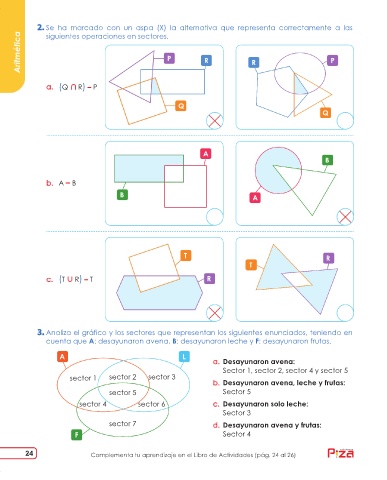 Aritmética
2. Se ha marcado con un aspa (X) la alternativa que representa correctamente a las
siguientes operaciones en sectores.
P
R
R
P
a. (Q ∩ R) – P
Q
Q
A
B
b. A – B
B
A
T
R
T
c. (T U R) – T
R
3. Analiza el gráfico y los sectores que representan los siguientes enunciados, teniendo en
cuenta que A: desayunaron avena, B: desayunaron leche y F: desayunaron frutas.
A
L
a. Desayunaron avena:
Sector 1, sector 2, sector 4 y sector 5
sector 1 sector 2 sector 3
b. Desayunaron avena, leche y frutas:
sector 5
Sector 5
sector 4 sector 6
c. Desayunaron solo leche:
Sector 3
sector 7
d. Desayunaron avena y frutas:
Sector 4
F
24
Complementa tu aprendizaje en el Libro de Actividades (pág. 24 al 26)
Piza